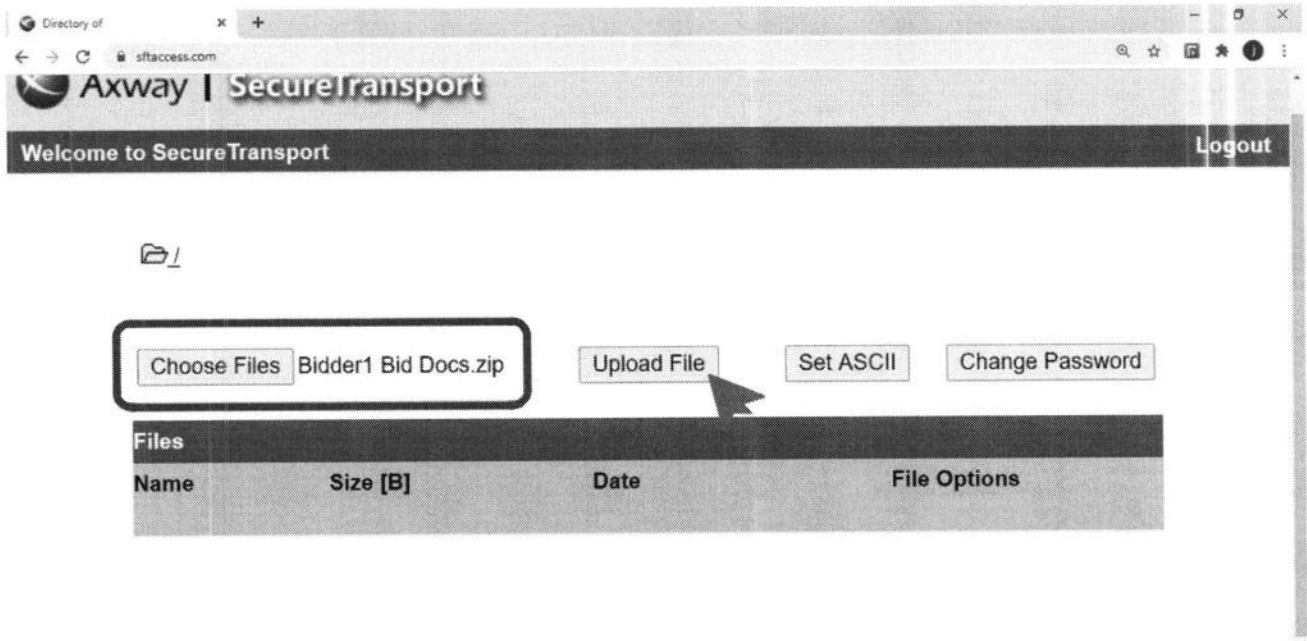 Directory of
sftaccess.com
Axway | SecureTransport
Welcome to SecureTransport Logout
/
Choose Files Bidder1 Bid Docs.zip Upload File Set ASCII Change Password
Files
Name Size [B] Date File Options